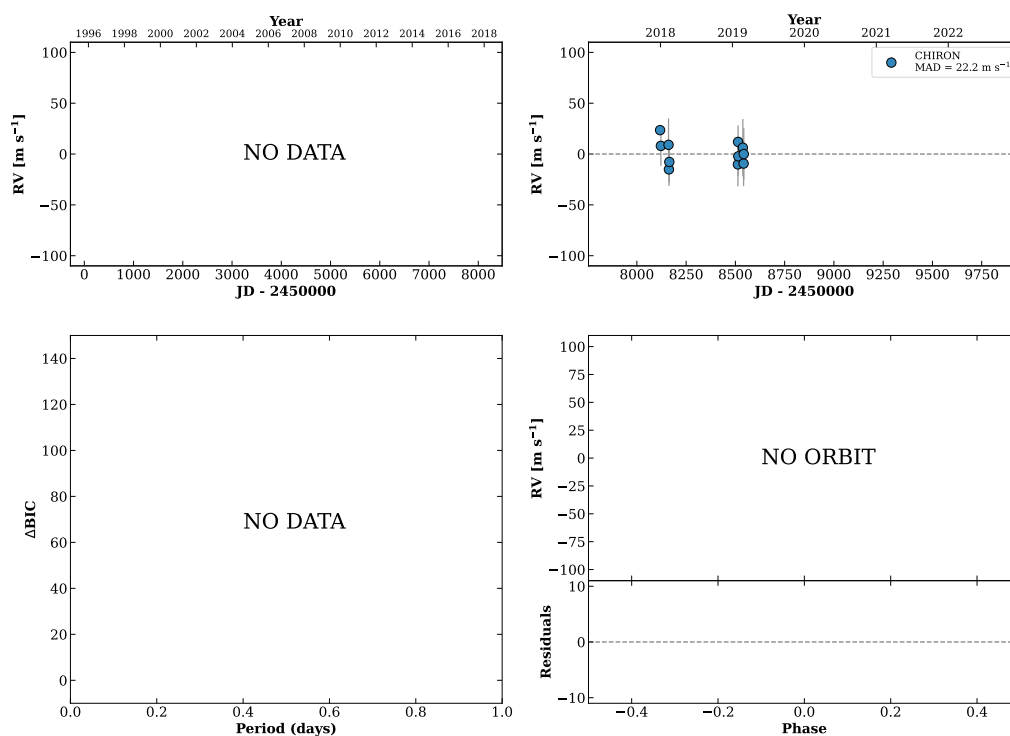 Year
1996 1998 2000 2002 2004 2006 2008 2010 2012 2014 2016 2018
100
50
0
−50
−100
RV [m s⁻¹]
NO DATA
0 1000 2000 3000 4000 5000 6000 7000 8000
JD - 2450000
Year
2018 2019 2020 2021 2022
CHIRON
MAD = 22.2 m s⁻¹
100
50
0
−50
−100
RV [m s⁻¹]
8000 8250 8500 8750 9000 9250 9500 9750
JD - 2450000
140
120
100
80
60
40
20
0
ΔBIC
NO DATA
0.0 0.2 0.4 0.6 0.8 1.0
Period (days)
100
75
50
25
0
−25
−50
−75
−100
RV [m s⁻¹]
NO ORBIT
10
0
−10
Residuals
−0.4 −0.2 0.0 0.2 0.4
Phase